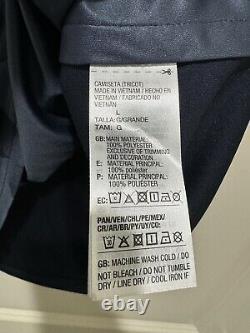 CAMISETA (TRICOT)
MADE IN VIETNAM / HECHO EN
VIETNAM / FABRICADO NO
VIETNÃ
L
TALLA: G/GRANDE
TAM.: G
GB: MAIN MATERIAL:
100% POLYESTER
EXCLUSIVE OF TRIMMING
AND DECORATION
E: MATERIAL PRINCIPAL:
100% poliéster
P: MATERIAL PRINCIPAL:
100% POLIÉSTER
EC:
PAN/VEN/CHL/PE/MEX/
CR/AR/BR/PY/BO/CO/UY:
GB: MACHINE WASH COLD / DO
NOT BLEACH / DO NOT TUMBLE
DRY / LINE DRY / COOL IRON IF